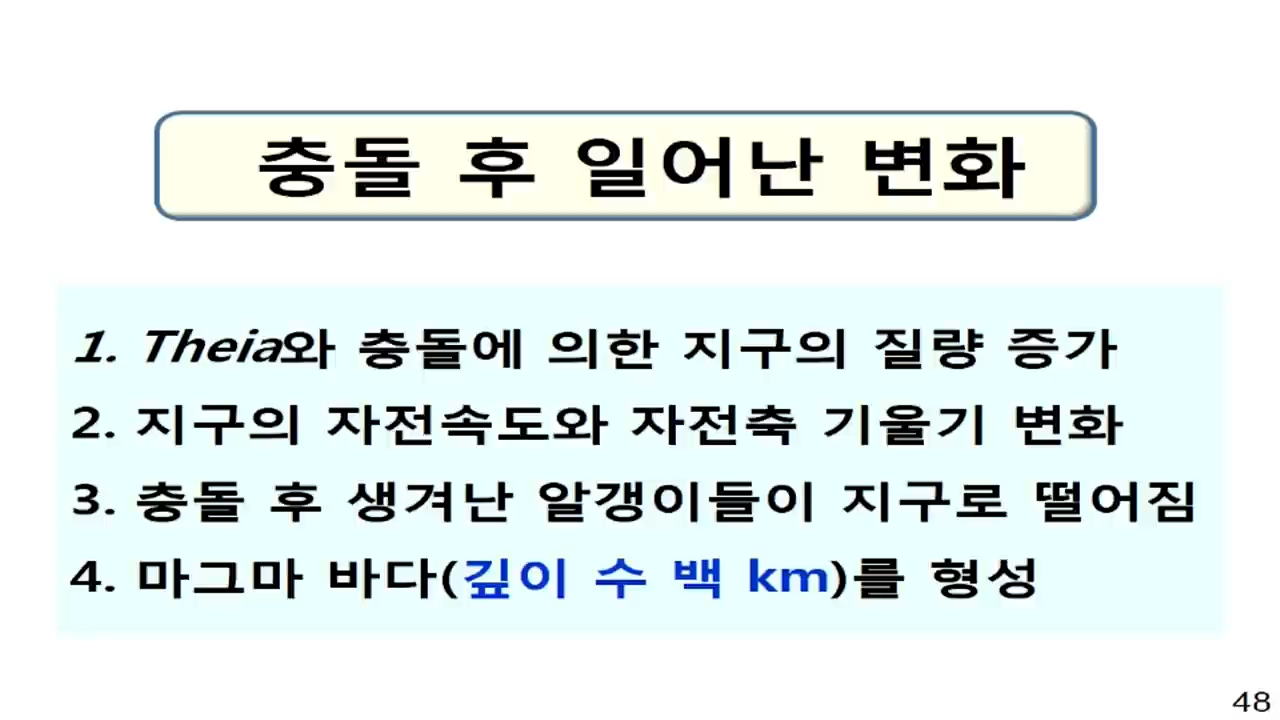 충돌 후 일어난 변화
1. Theia와 충돌에 의한 지구의 질량 증가
2. 지구의 자전속도와 자전축 기울기 변화
3. 충돌 후 생겨난 알갱이들이 지구로 떨어짐
4. 마그마 바다(깊이 수 백 km)를 형성
48